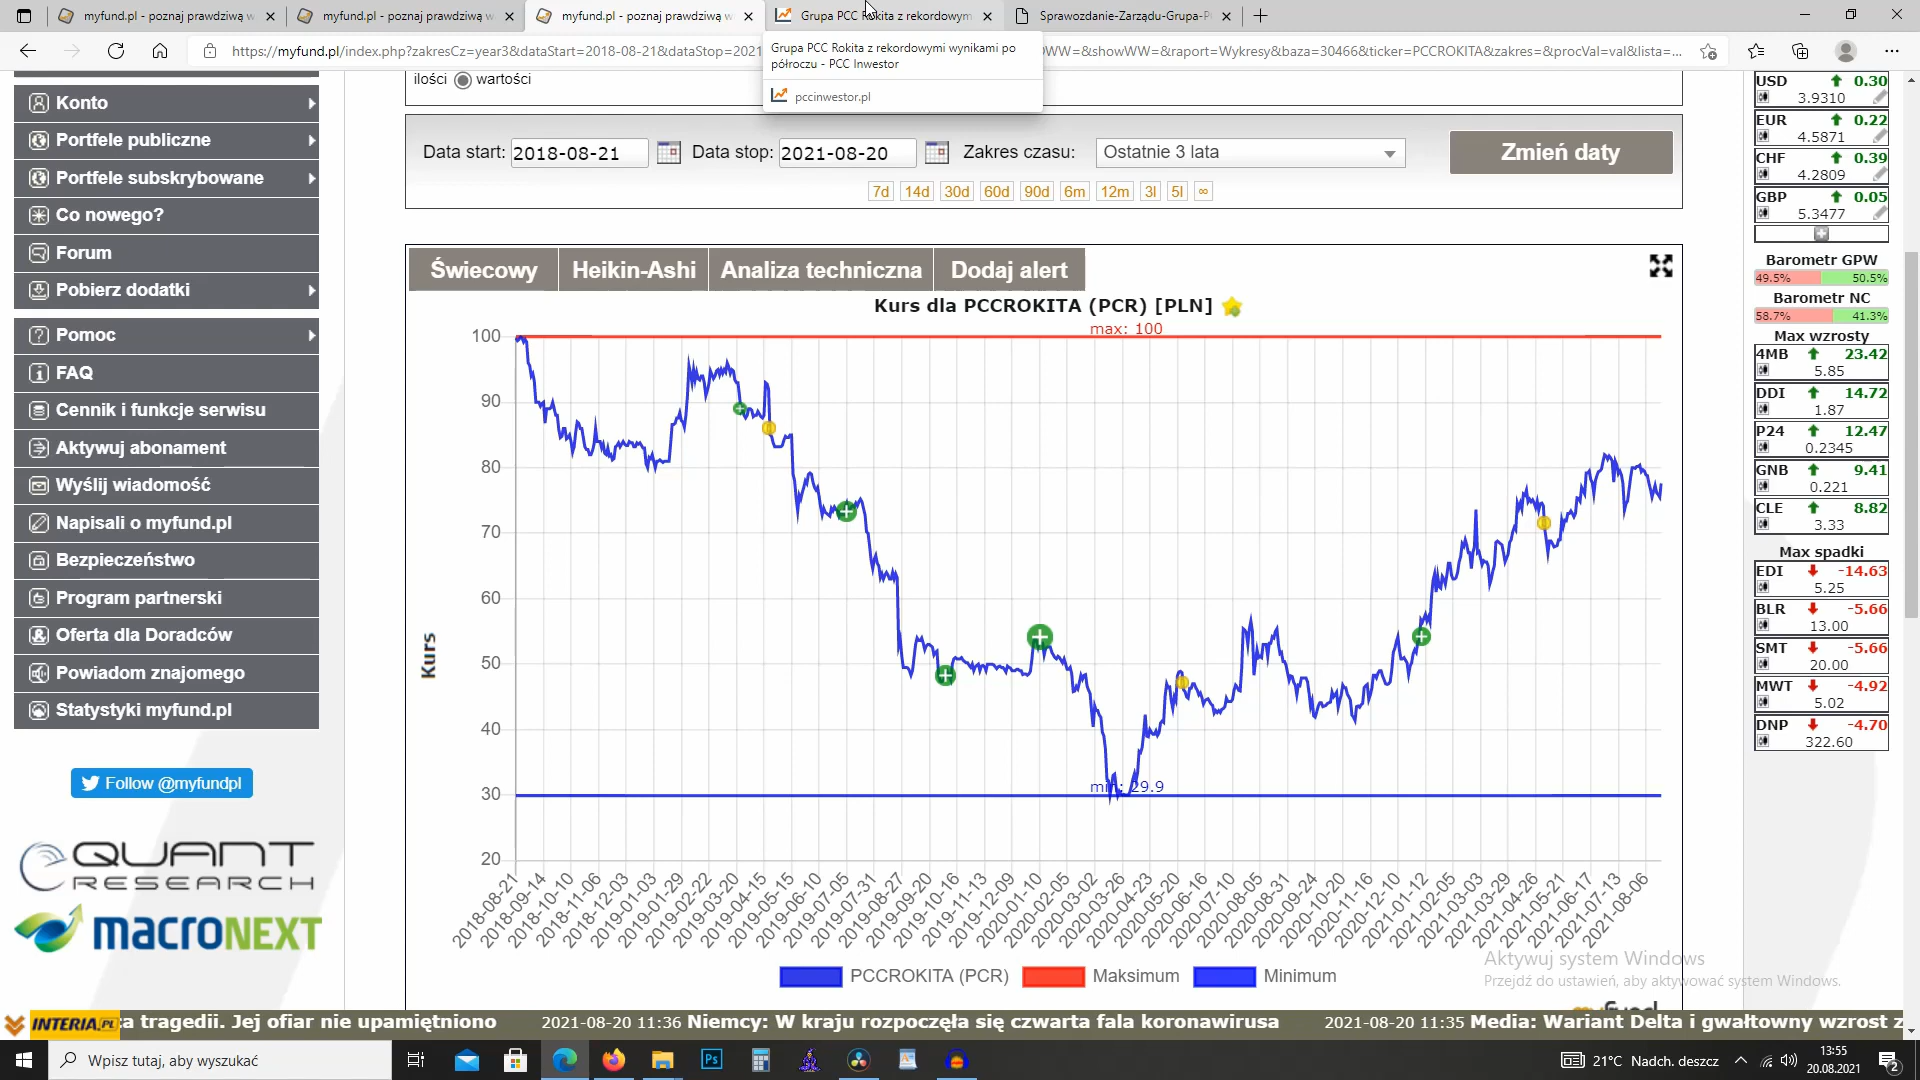 myfund.pl - poznaj prawdziwą w
myfund.pl - poznaj prawdziwą w
myfund.pl - poznaj prawdziwą w
Grupa PCC Rokita z rekordowym
Sprawozdanie-Zarządu-Grupa-P
https://myfund.pl/index.php?zakresCz=year3&dataStart=2018-08-21&dataStop=2021
OWW=&showWW=&raport=Wykresy&baza=30466&ticker=PCCROKITA&zakres=&procVal=val&lista=...
Grupa PCC Rokita z rekordowymi wynikami po
półroczu - PCC Inwestor
pccinwestor.pl
ilości
wartości
Konto
Portfele publiczne
Portfele subskrybowane
Co nowego?
Forum
Pobierz dodatki
Pomoc
FAQ
Cennik i funkcje serwisu
Aktywuj abonament
Wyślij wiadomość
Napisali o myfund.pl
Bezpieczeństwo
Program partnerski
Oferta dla Doradców
Powiadom znajomego
Statystyki myfund.pl
Follow @myfundpl
QUANT
RESEARCH
MACRONEXT
Data start: 2018-08-21 Data stop: 2021-08-20 Zakres czasu: Ostatnie 3 lata Zmień daty
7d 14d 30d 60d 90d 6m 12m 3l 5l ∞
Świecowy Heikin-Ashi Analiza techniczna Dodaj alert
Kurs dla PCCROKITA (PCR) [PLN]
max: 100
100
90
80
70
60
50
40
30
20
Kurs
min: 29.9
2018-08-21
2018-09-14
2018-10-10
2018-11-06
2018-12-03
2019-01-03
2019-01-29
2019-02-22
2019-03-20
2019-04-15
2019-05-15
2019-06-10
2019-07-05
2019-07-31
2019-08-27
2019-09-20
2019-10-16
2019-11-13
2019-12-09
2020-01-10
2020-02-05
2020-03-02
2020-03-26
2020-04-23
2020-05-20
2020-06-16
2020-07-10
2020-08-05
2020-08-31
2020-09-24
2020-10-20
2020-11-16
2020-12-10
2021-01-12
2021-02-05
2021-03-03
2021-03-29
2021-04-26
2021-05-21
2021-06-17
2021-07-13
2021-08-06
PCCROKITA (PCR) Maksimum Minimum
USD 0.30
3.9310
EUR 0.22
4.5871
CHF 0.39
4.2809
GBP 0.05
5.3477
Barometr GPW
49.5% 50.5%
Barometr NC
58.7% 41.3%
Max wzrosty
4MB 23.42
5.85
DDI 14.72
1.87
P24 12.47
0.2345
GNB 9.41
0.221
CLE 8.82
3.33
Max spadki
EDI -14.63
5.25
BLR -5.66
13.00
SMT -5.66
20.00
MWT -4.92
5.02
DNP -4.70
322.60
Aktywuj system Windows
Przejdź do ustawień, aby aktywować system Windows.
INTERIA.PL
a tragedii. Jej ofiar nie upamiętniono 2021-08-20 11:36 Niemcy: W kraju rozpoczęła się czwarta fala koronawirusa 2021-08-20 11:35 Media: Wariant Delta i gwałtowny wzrost z
Wpisz tutaj, aby wyszukać
Ps
21°C Nadch. deszcz
13:55
20.08.2021
2